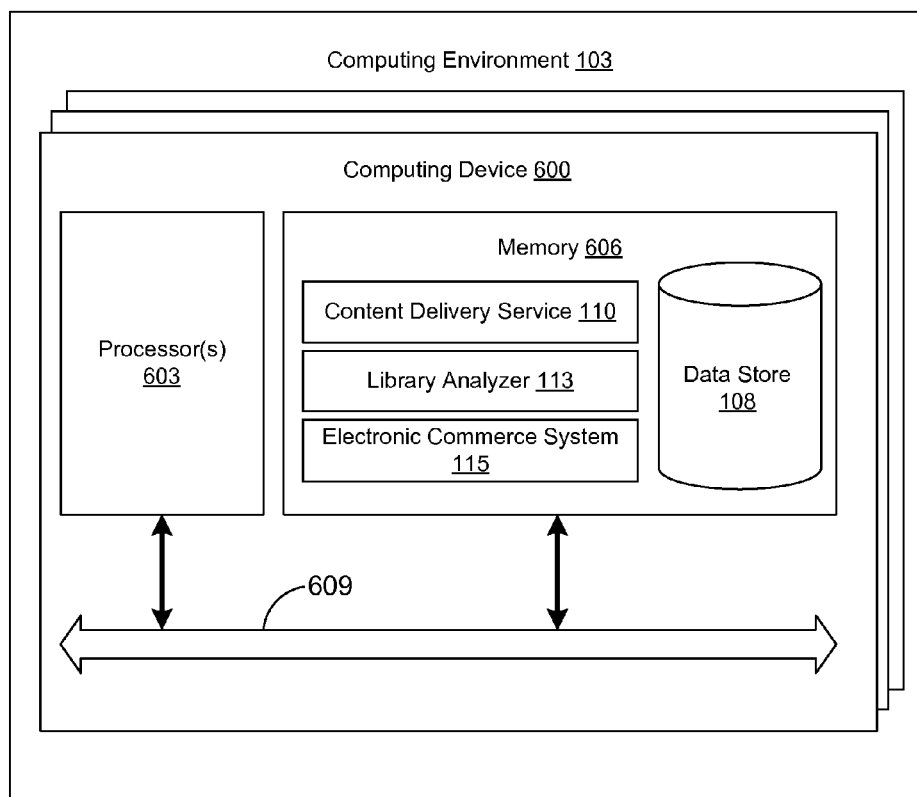 Computing Environment 103
Computing Device 600
Processor(s)
603
Memory 606
Content Delivery Service 110
Library Analyzer 113
Electronic Commerce System
115
Data Store
108
609